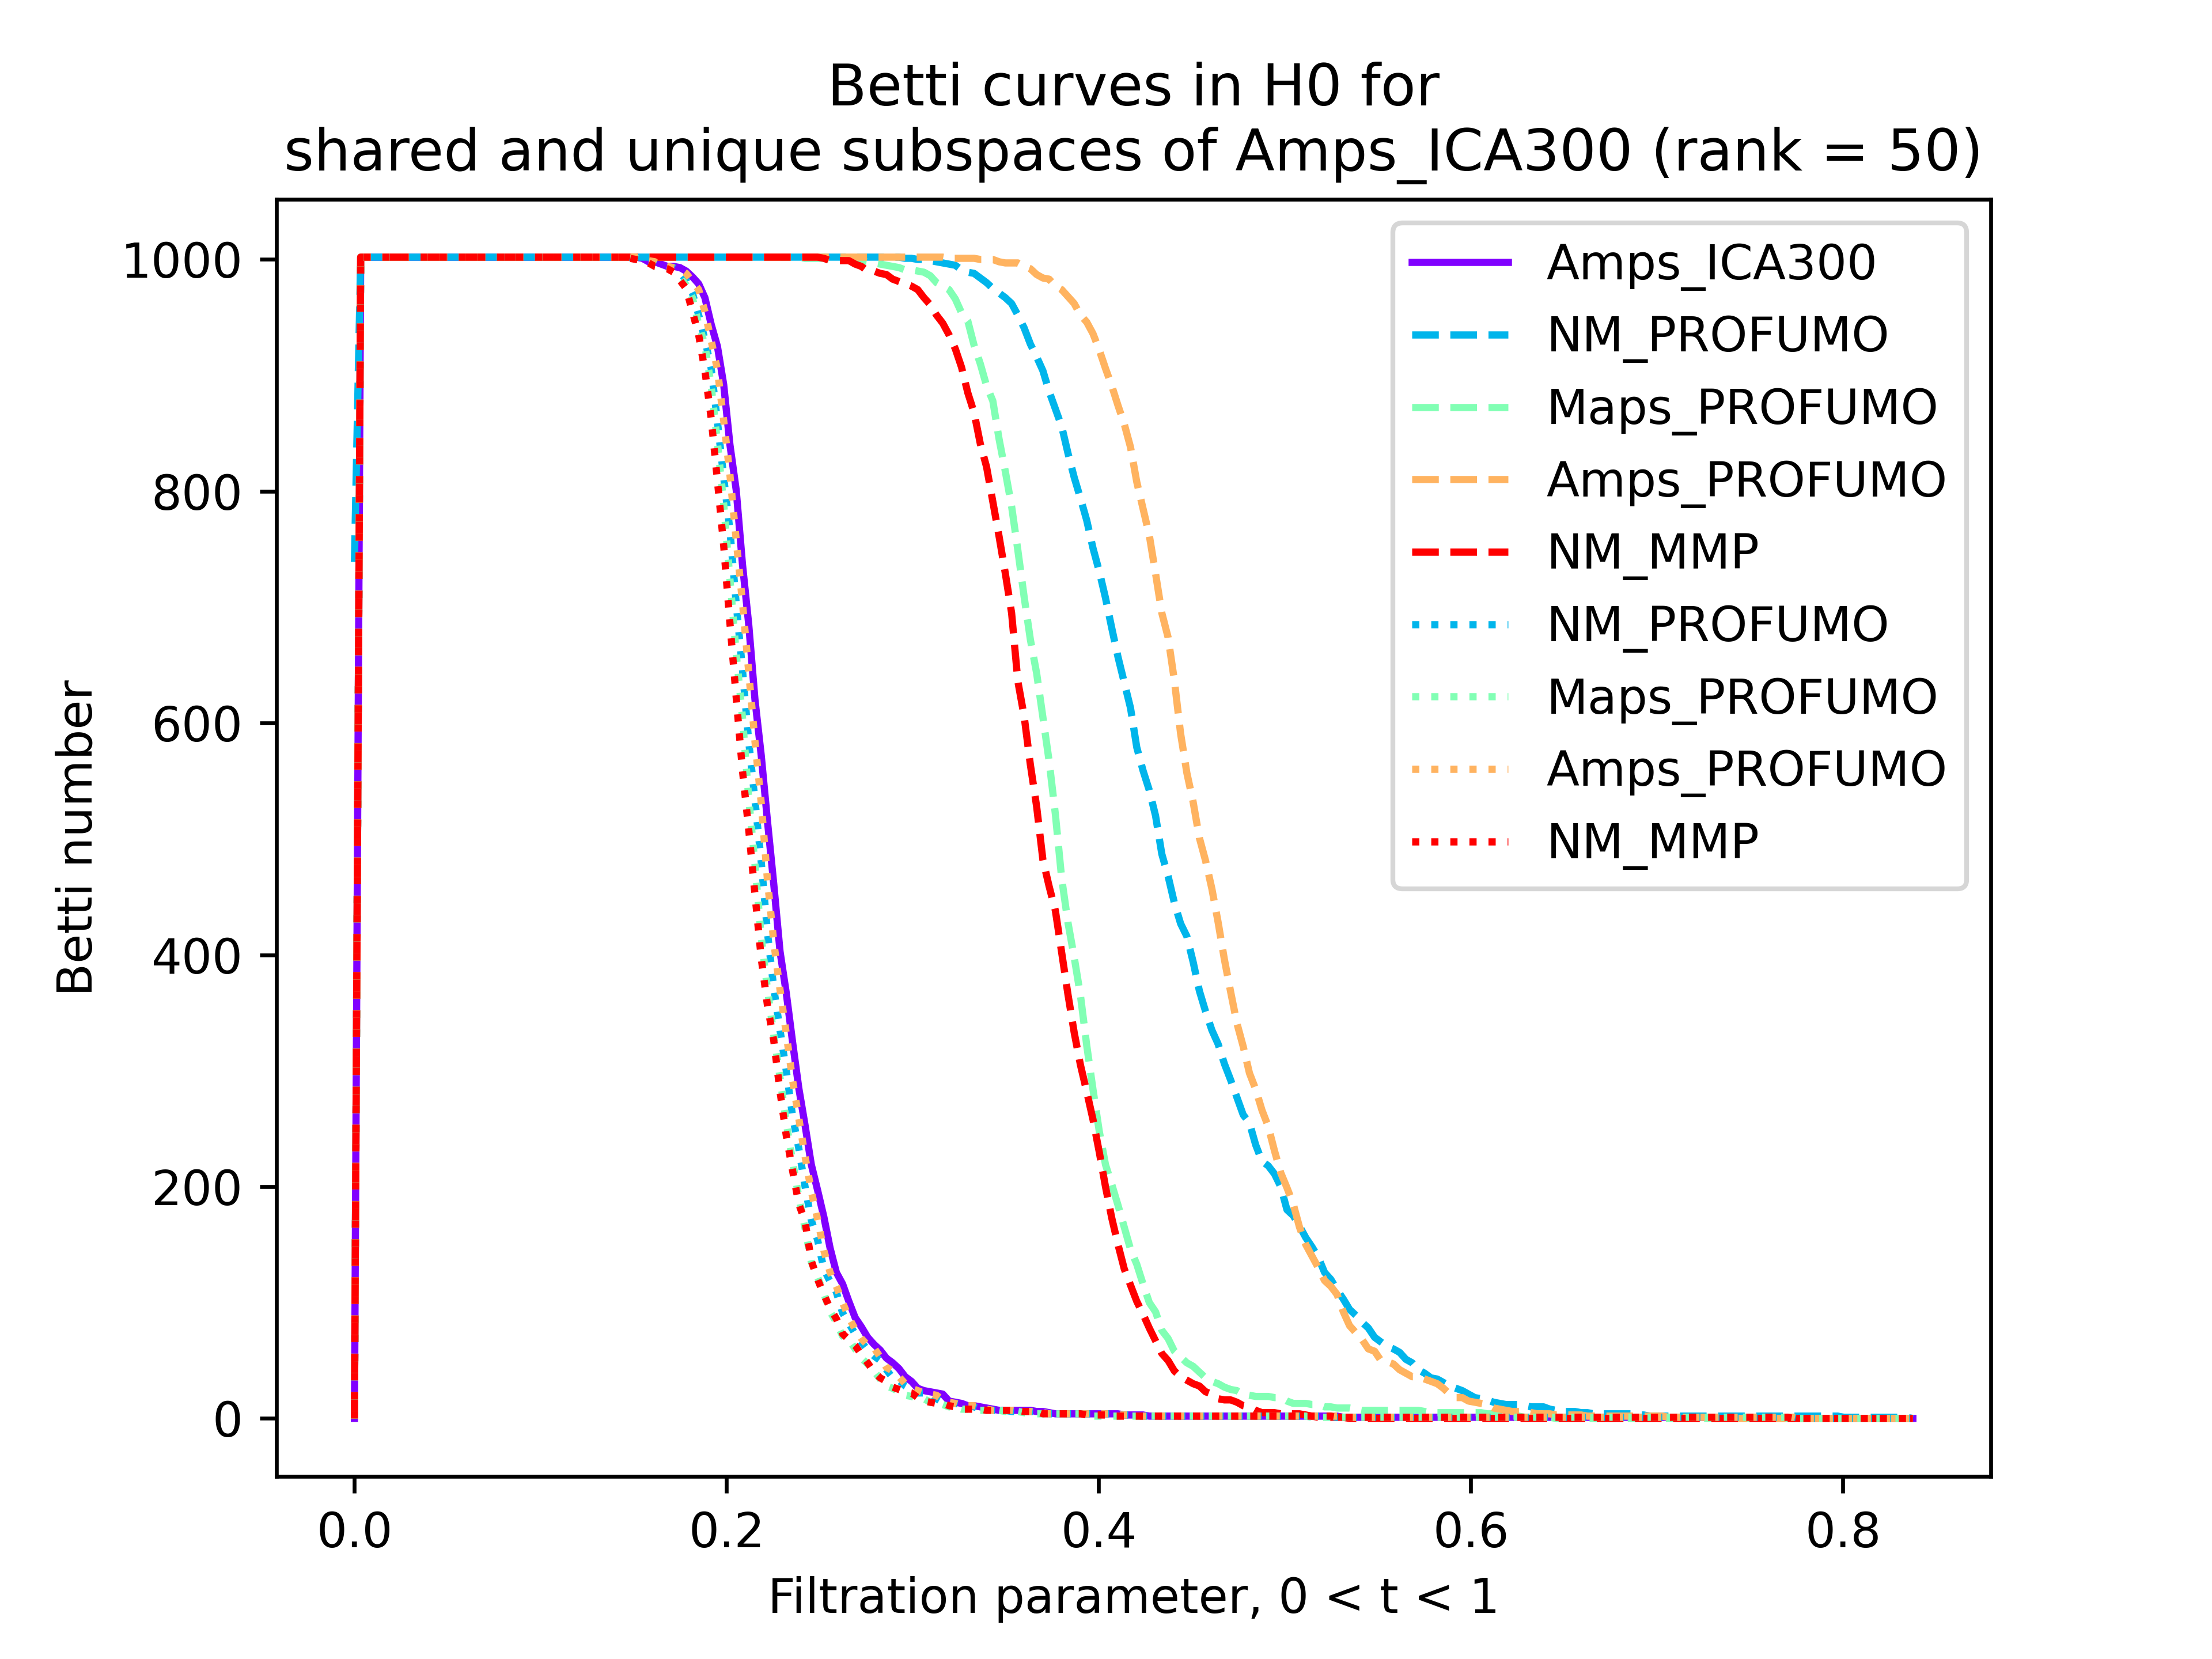 Betti curves in H0 for
shared and unique subspaces of Amps_ICA300 (rank = 50)
1000
800
600
400
200
0
Betti number
Amps_ICA300
NM_PROFUMO
Maps_PROFUMO
Amps_PROFUMO
NM_MMP
NM_PROFUMO
Maps_PROFUMO
Amps_PROFUMO
NM_MMP
0.0 0.2 0.4 0.6 0.8
Filtration parameter, 0 < t < 1